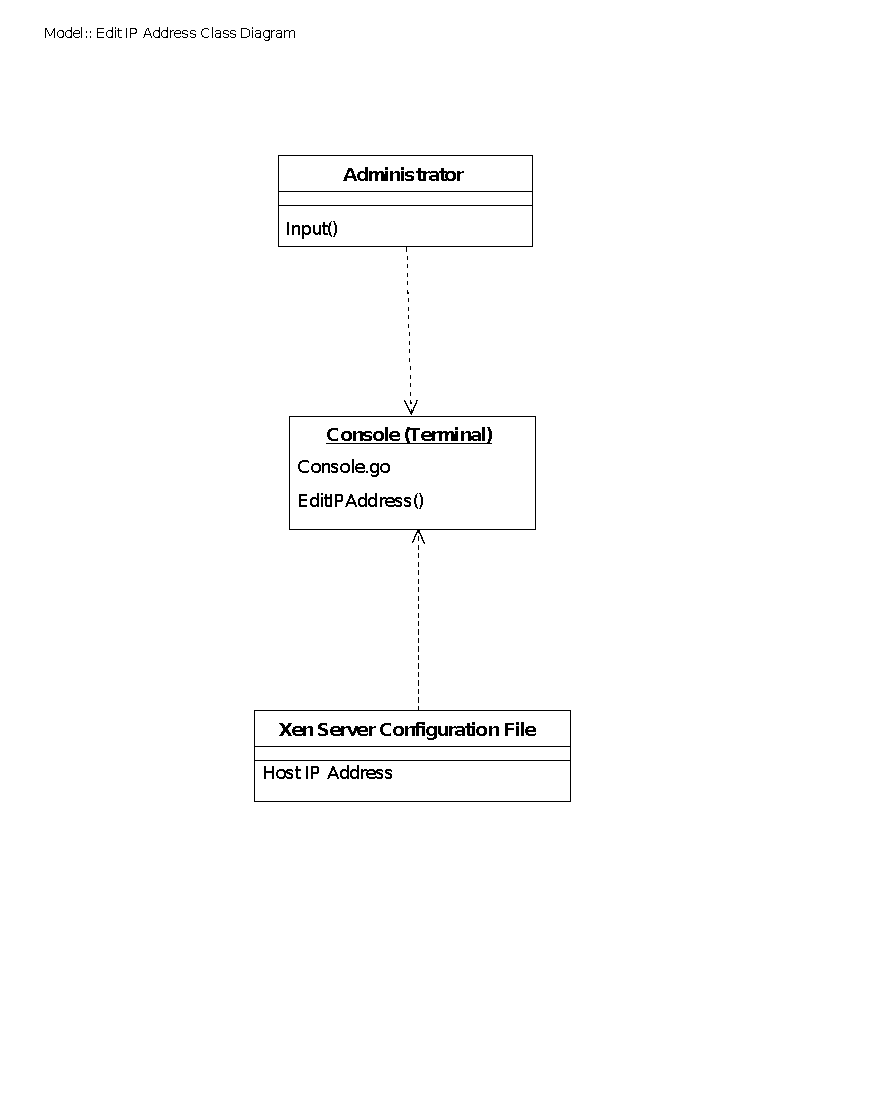 Model:: Edit IP Address Class Diagram
Administrator
Input()
Console (Terminal)
Console.go
EditIPAddress()
Xen Server Configuration File
Host IP Address